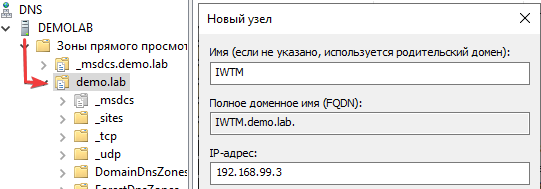 DNS
DEMOLAB
Зоны прямого просмот
_msdcs.demo.lab
demo.lab
_msdcs
_sites
_tcp
_udp
DomainDnsZones
ForestDnsZones
Новый узел
Имя (если не указано, используется родительский домен):
IWTM
Полное доменное имя (FQDN):
IWTM.demo.lab.
IP-адрес:
192.168.99.3